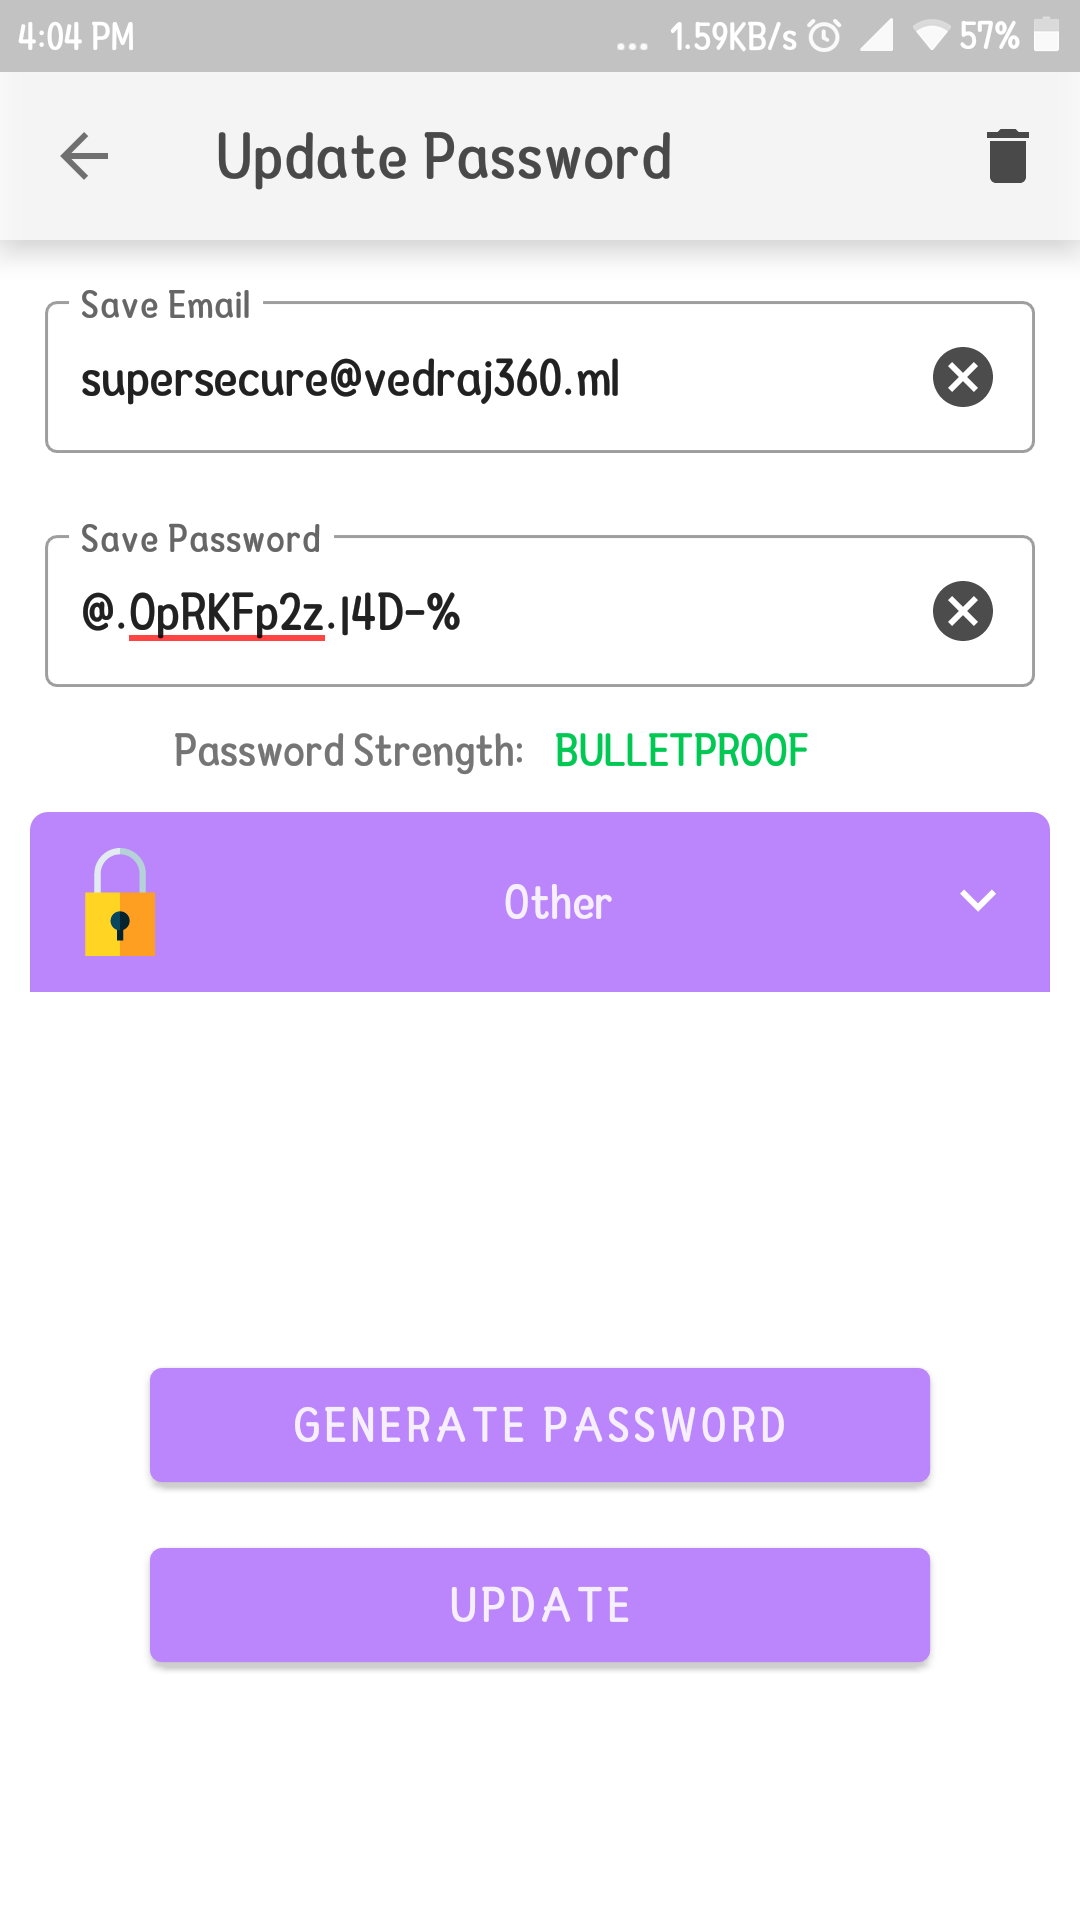 4:04 PM
... 1.59KB/s 57%
Update Password
Save Email
supersecure@vedraj360.ml
Save Password
@.0pRKFp2z.|4D-%
Password Strength: BULLETPROOF
Other
GENERATE PASSWORD
UPDATE